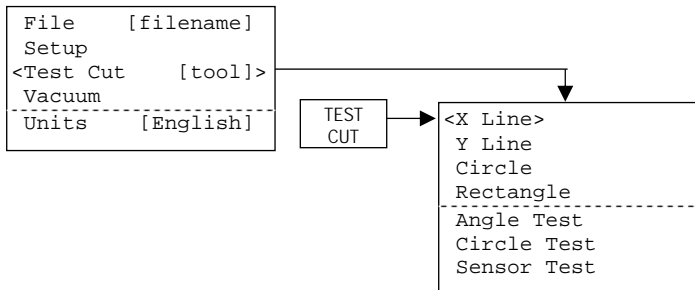 File [filename]
Setup
<Test Cut [tool]>
Vacuum
Units [English]
TEST
CUT
<X Line>
Y Line
Circle
Rectangle
Angle Test
Circle Test
Sensor Test